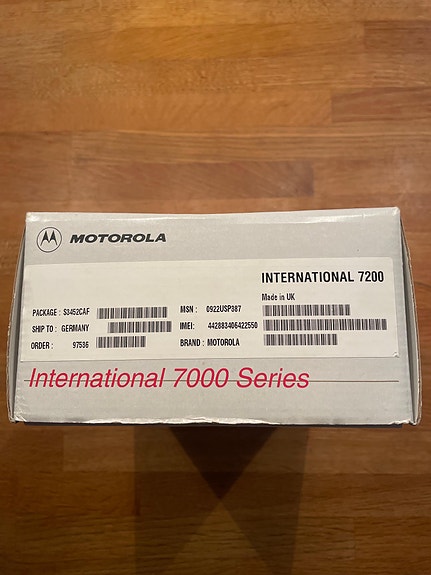 MOTOROLA
INTERNATIONAL 7200
Made in UK
PACKAGE : S3452CAF
MSN : 0922USP387
SHIP TO : GERMANY
IMEI: 442883406422550
ORDER : 97536
BRAND : MOTOROLA
International 7000 Series